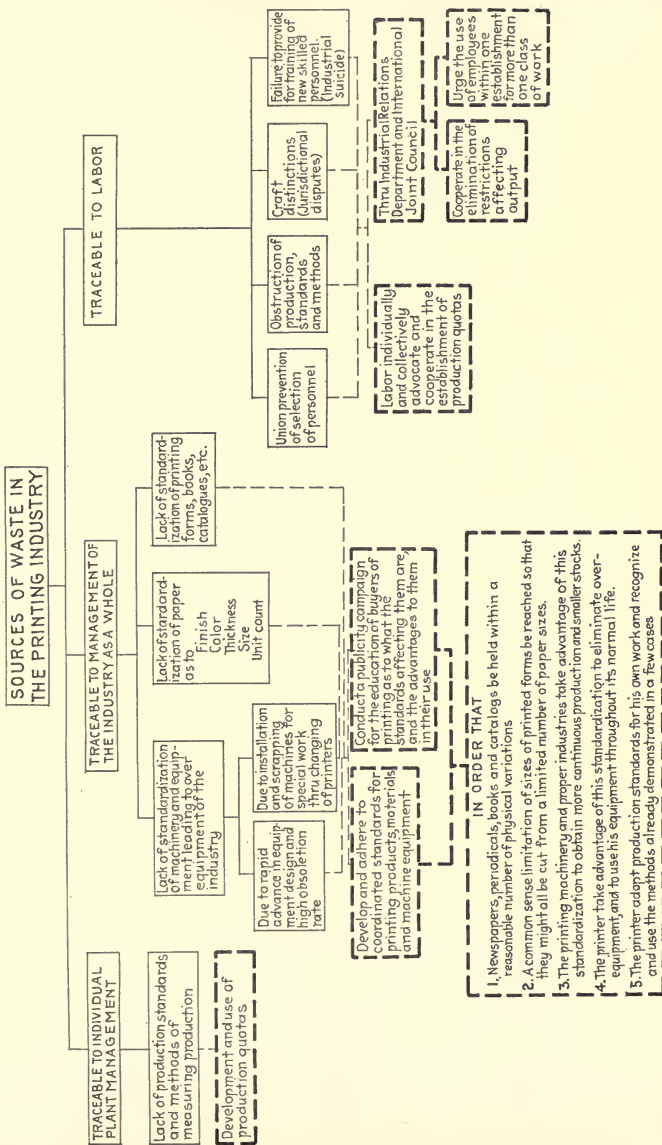 SOURCES OF WASTE IN
THE PRINTING INDUSTRY
TRACEABLE TO INDIVIDUAL
PLANT MANAGEMENT
Lack of production standards
and methods of
measuring production
Development and use of
production quotas
TRACEABLE TO MANAGEMENT OF
THE INDUSTRY AS A WHOLE
Lack of standardization
of machinery and equip-
ment leading to over
equipment of the
industry
Due to rapid
advance in equip-
ment design and
high obsoletion
rate
Due to installation
and scrapping
of machines for
special work
thru changing
of printers
Lack of standard-
ization of paper
as to
Finish
Color
Thickness
Size
Unit count
Lack of standard-
ization of printing
forms, books,
catalogues, etc.
Develop and adhere to
coordinated standards for
printing products, materials
and machine equipment
Conduct a publicity campaign
for the education of buyers of
printing as to what the
standards affecting them are,
and the advantages to them
in their use
IN ORDER THAT
1. Newspapers, periodicals, books and catalogs be held within a
reasonable number of physical variations
2. A common sense limitation of sizes of printed forms be reached so that
they might all be cut from a limited number of paper sizes.
3. The printing machinery and proper industries take advantage of this
standardization to obtain more continuous production and smaller stocks.
4. The printer take advantage of this standardization to eliminate over-
equipment, and to use his equipment throughout its normal life.
5. The printer adopt production standards for his own work and recognize
and use the methods already demonstrated in a few cases
TRACEABLE TO LABOR
Union prevention
of selection
of personnel
Obstruction of
production,
standards
and methods
Craft
distinctions
(Jurisdictional
disputes)
Failure to provide
for training of
new skilled
personnel.
(Industrial
suicide)
Labor individually
and collectively
advocate and
cooperate in the
establishment of
production quotas
Thru Industrial Relations
Department and International
Joint Council
Cooperate in the
elimination of
restrictions
affecting
output
Urge the use
of employees
within one
establishment
for more than
one class
of work